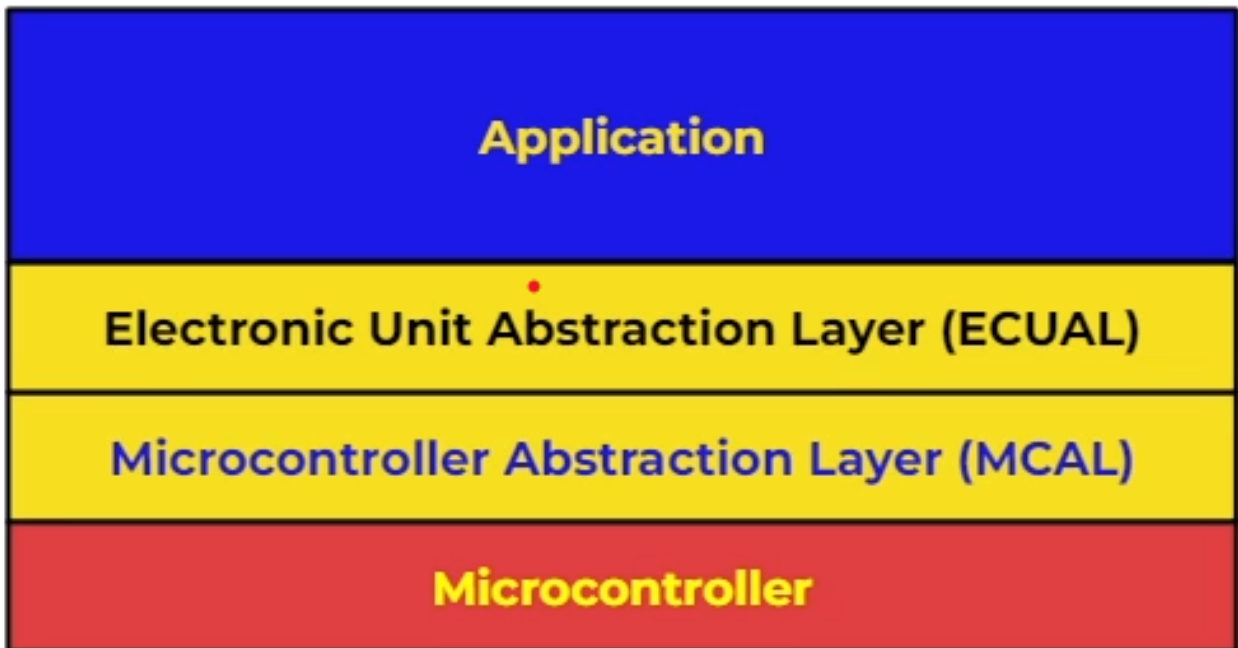 Application
Electronic Unit Abstraction Layer (ECUAL)
Microcontroller Abstraction Layer (MCAL)
Microcontroller